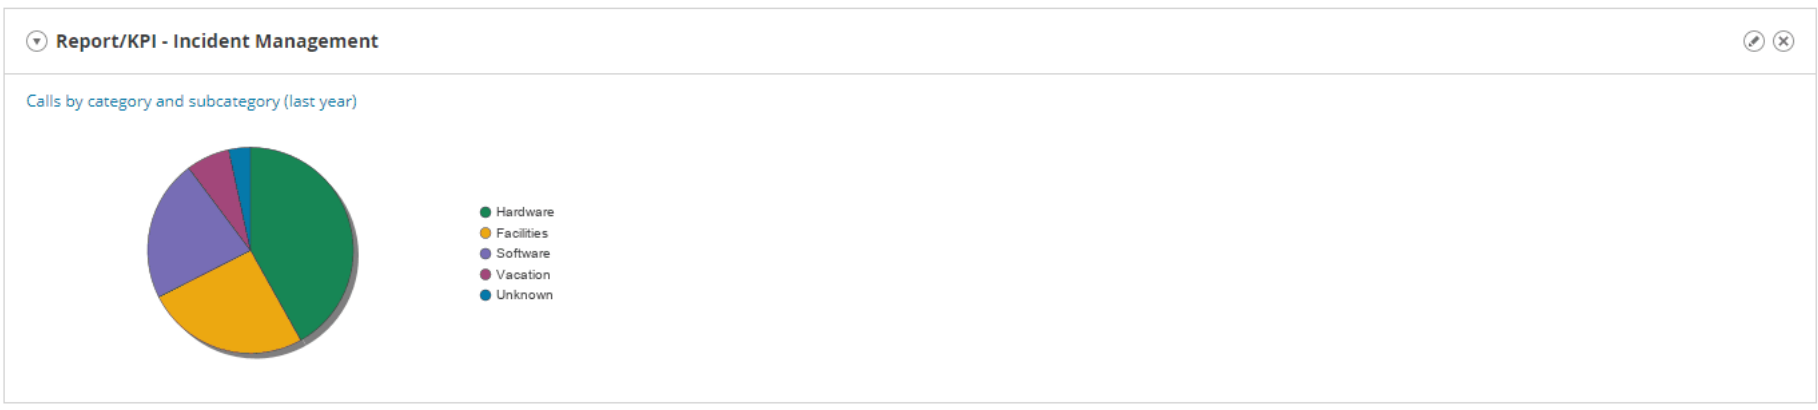 Report/KPI - Incident Management
Calls by category and subcategory (last year)
Hardware
Facilities
Software
Vacation
Unknown